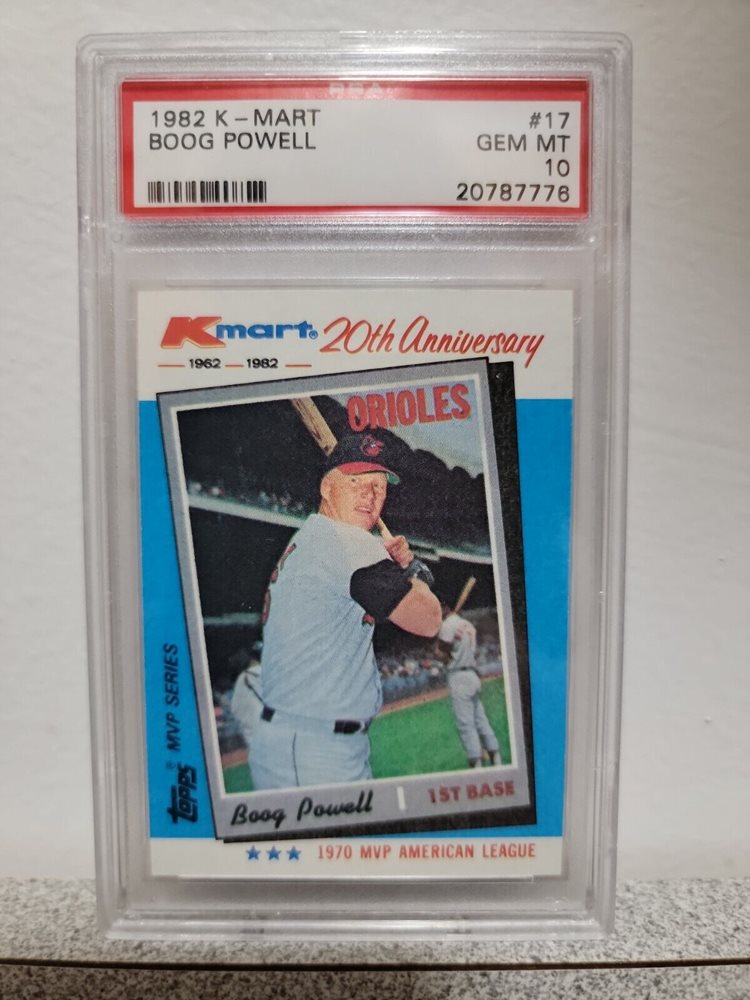 PSA
1982 K-MART #17
BOOG POWELL GEM MT
10
20787776
Kmart® 20th Anniversary
1962 — 1982
ORIOLES
Topps® MVP SERIES
Boog Powell 1ST BASE
★★★ 1970 MVP AMERICAN LEAGUE